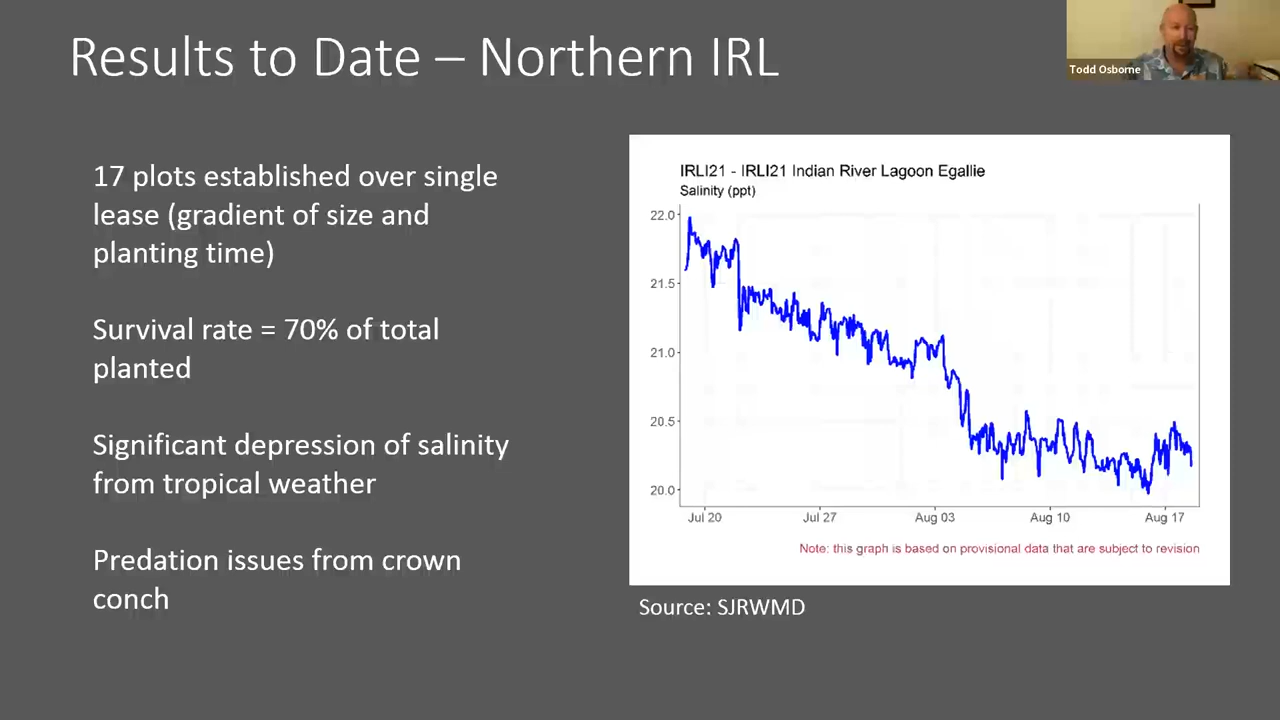 Results to Date – Northern IRL
Todd Osborne
17 plots established over single
lease (gradient of size and
planting time)
Survival rate = 70% of total
planted
Significant depression of salinity
from tropical weather
Predation issues from crown
conch
IRLI21 - IRLI21 Indian River Lagoon Egallie
Salinity (ppt)
22.0
21.5
21.0
20.5
20.0
Jul 20 Jul 27 Aug 03 Aug 10 Aug 17
Note: this graph is based on provisional data that are subject to revision
Source: SJRWMD